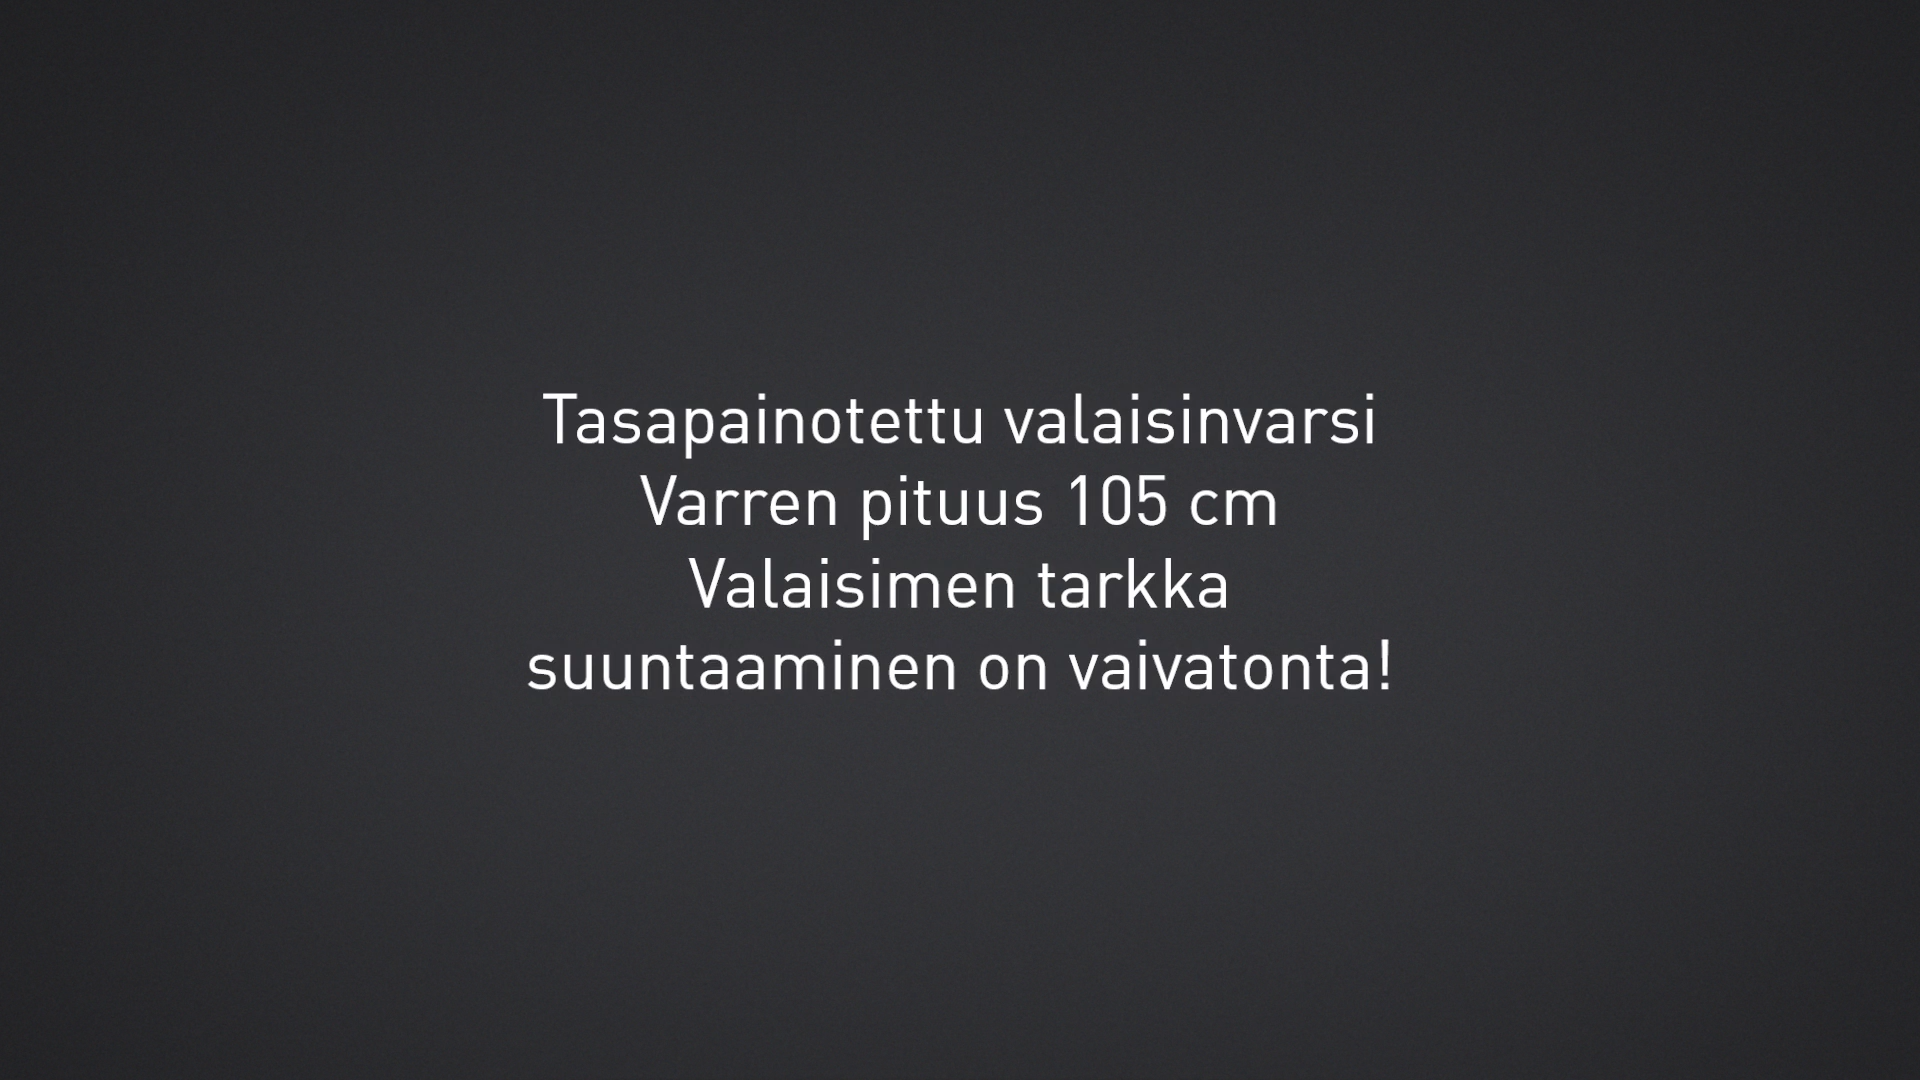 Tasapainotettu valaisinvarsi
Varren pituus 105 cm
Valaisimen tarkka
suuntaaminen on vaivatonta!